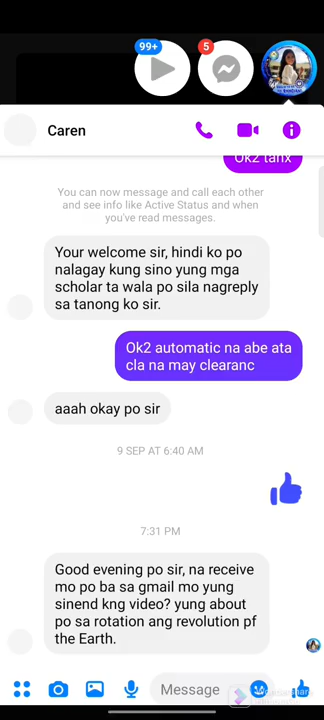 99+
5
Caren
Ok2 tanx
You can now message and call each other
and see info like Active Status and when
you've read messages.
Your welcome sir, hindi ko po
nalagay kung sino yung mga
scholar ta wala po sila nagreply
sa tanong ko sir.
Ok2 automatic na abe ata
cla na may clearanc
aaah okay po sir
9 SEP AT 6:40 AM
7:31 PM
Good evening po sir, na receive
mo po ba sa gmail mo yung
sinend kng video? yung about
po sa rotation ang revolution pf
the Earth.
Message